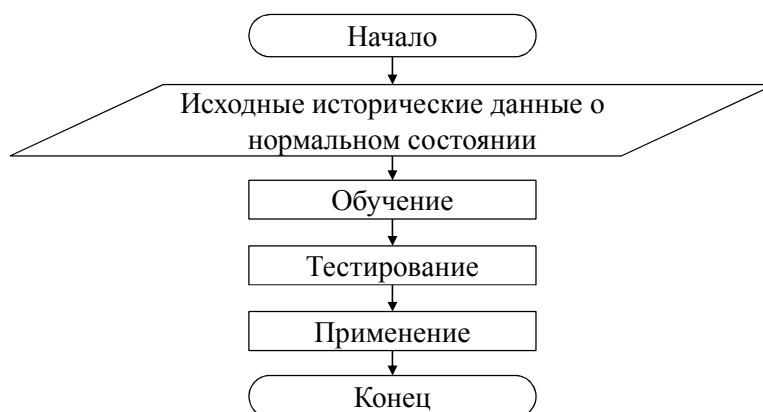 Начало
Исходные исторические данные о
нормальном состоянии
Обучение
Тестирование
Применение
Конец